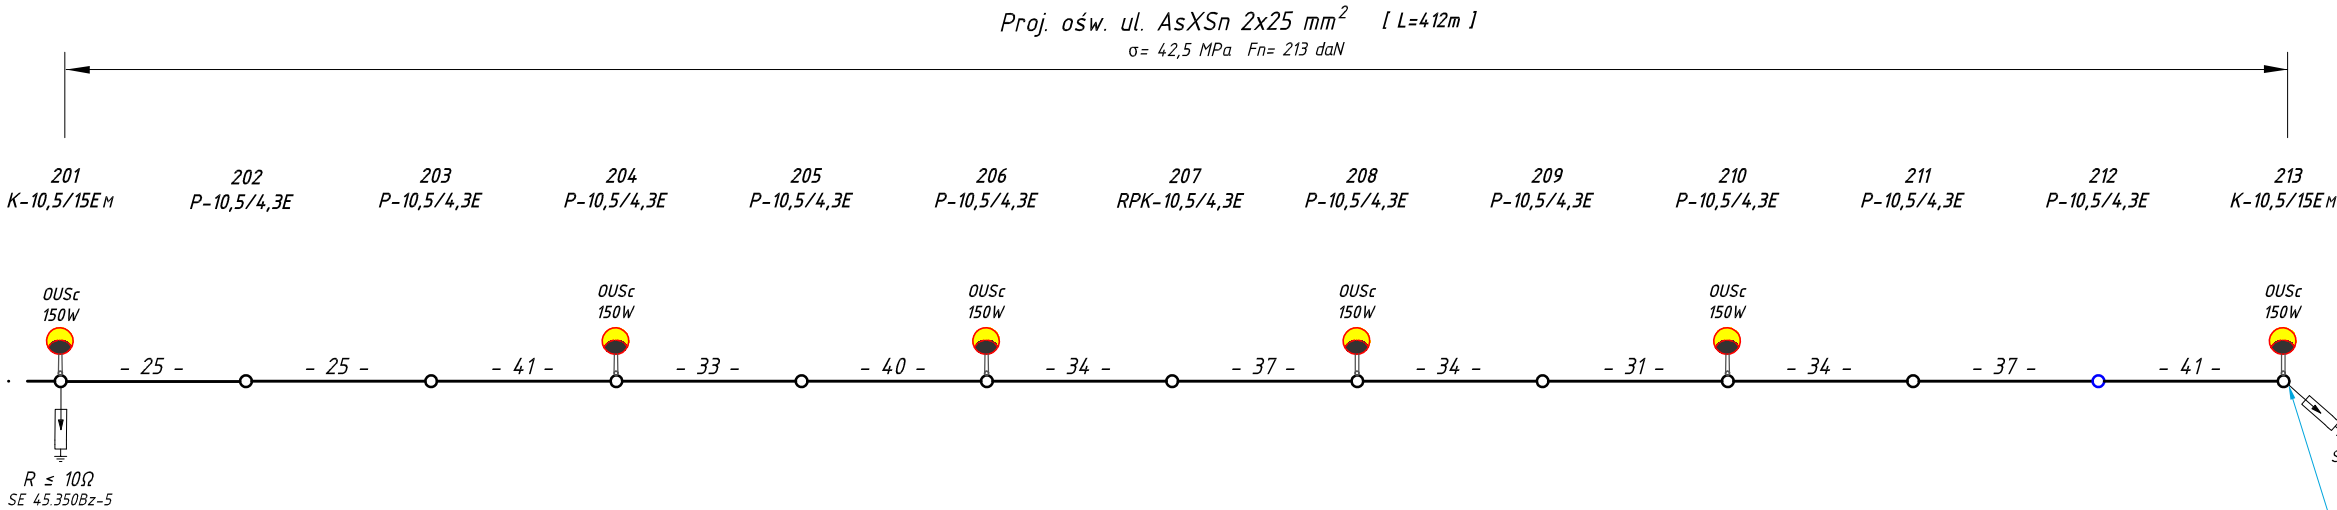 Proj. ośw. ul. AsXSn 2x25 mm² [ L=412m ]
σ= 42,5 MPa Fn= 213 daN
201 202 203 204 205 206 207 208 209 210 211 212 213
K-10,5/15E M P-10,5/4,3E P-10,5/4,3E P-10,5/4,3E P-10,5/4,3E P-10,5/4,3E RPK-10,5/4,3E P-10,5/4,3E P-10,5/4,3E P-10,5/4,3E P-10,5/4,3E P-10,5/4,3E K-10,5/15E M
OUSc OUSc OUSc OUSc OUSc OUSc
150W 150W 150W 150W 150W 150W
- 25 - - 25 - - 41 - - 33 - - 40 - - 34 - - 37 - - 34 - - 31 - - 34 - - 37 - - 41 -
R ≤ 10Ω
SE 45.350Bz-5